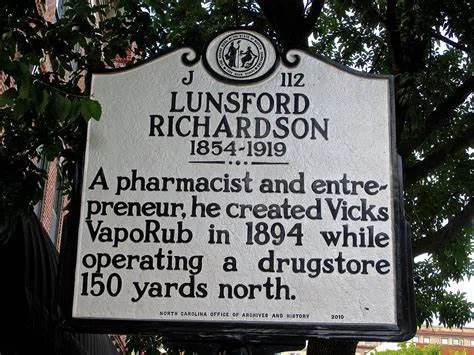 J 112
LUNSFORD
RICHARDSON
1854-1919
A pharmacist and entre-
preneur, he created Vicks
VapoRub in 1894 while
operating a drugstore
150 yards north.
NORTH CAROLINA OFFICE OF ARCHIVES AND HISTORY 2010